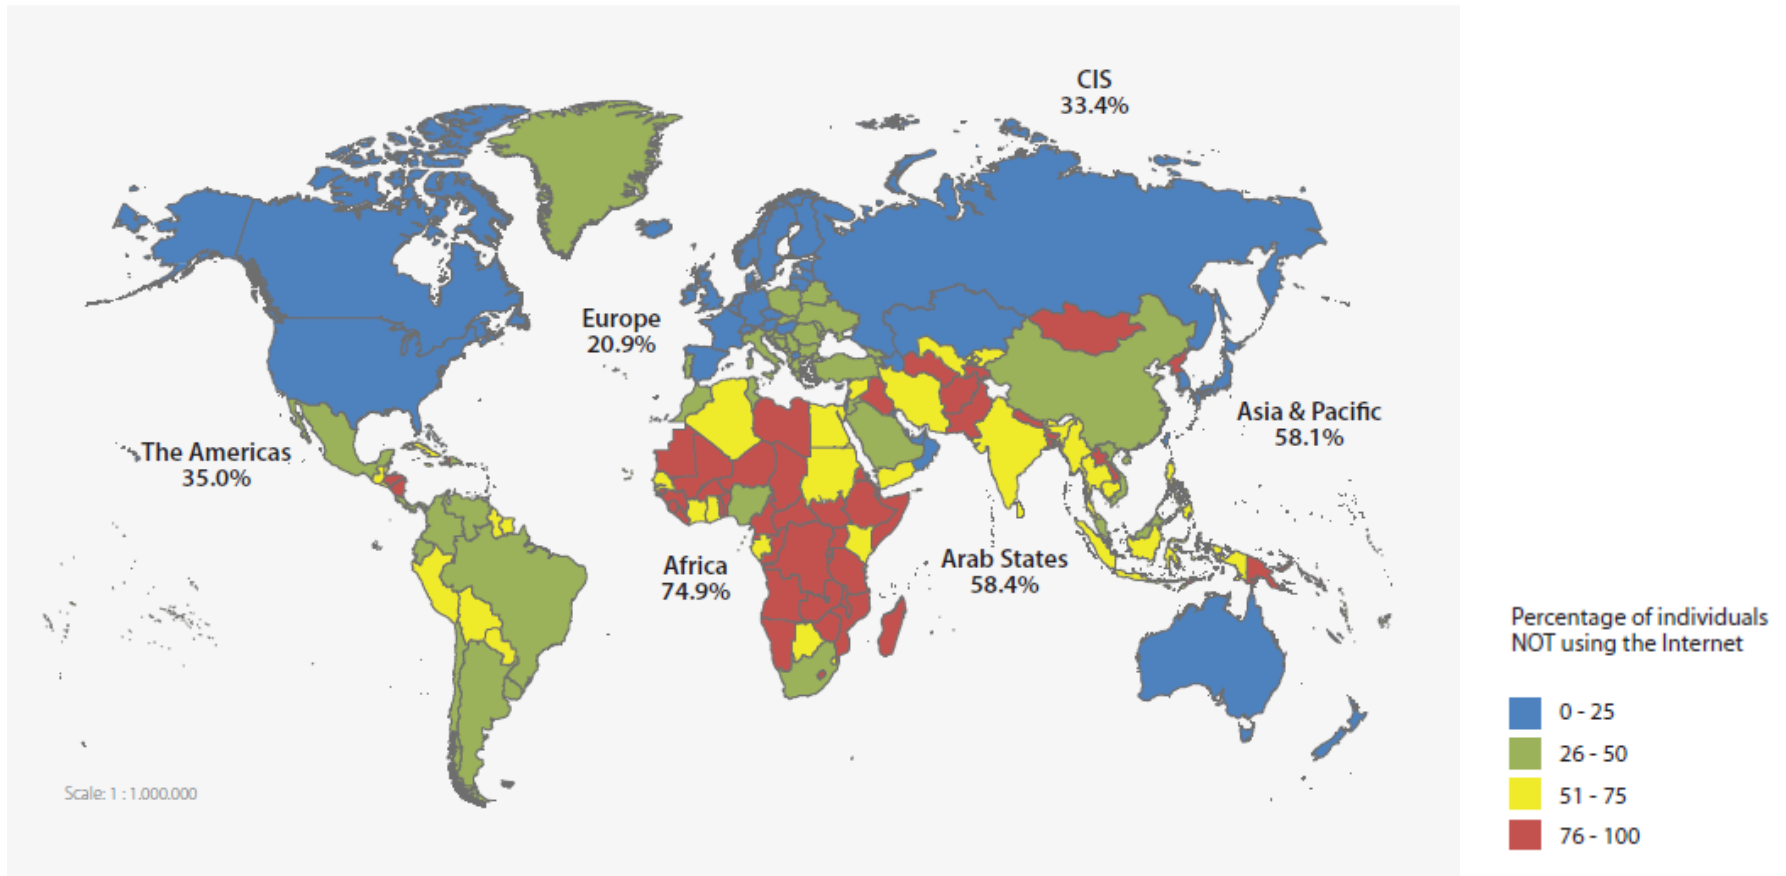 CIS
33.4%
Europe
20.9%
Asia & Pacific
58.1%
The Americas
35.0%
Africa
74.9%
Arab States
58.4%
Percentage of individuals
NOT using the Internet
0 - 25
26 - 50
51 - 75
76 - 100
Scale: 1 : 1.000.000